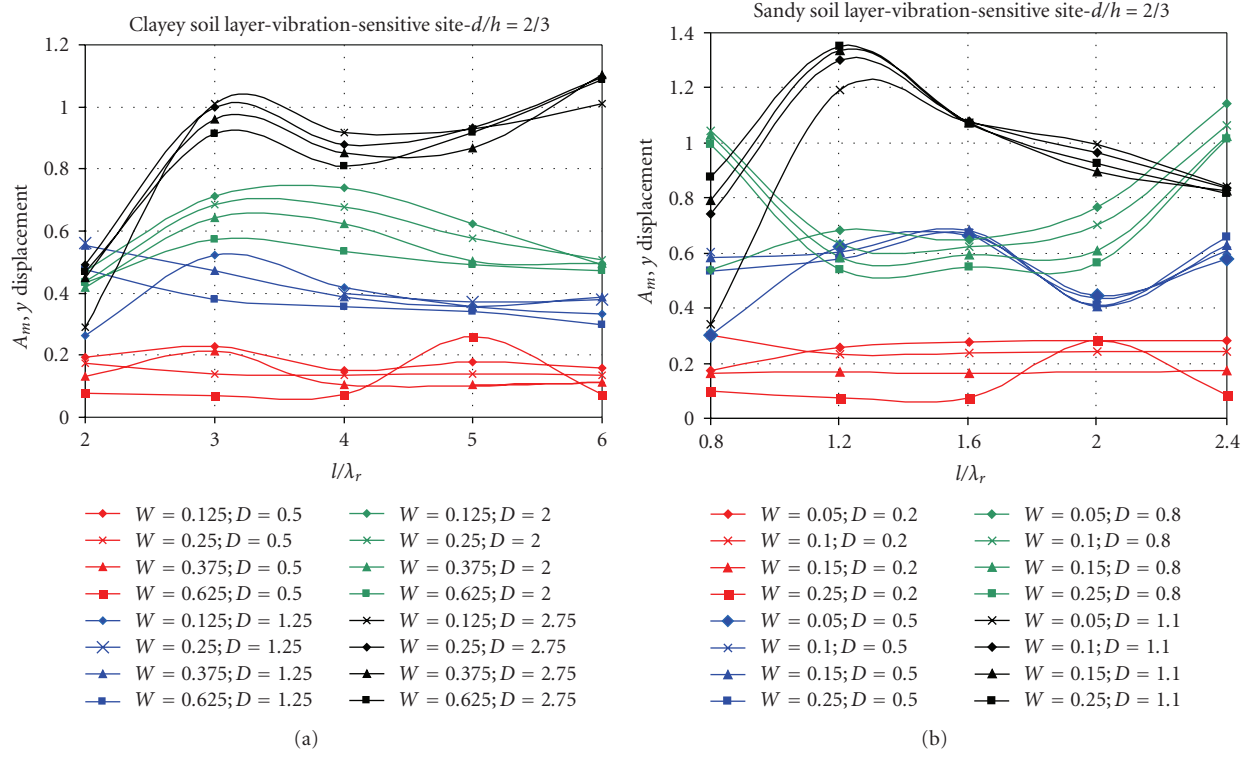 Clayey soil layer-vibration-sensitive site-d/h = 2/3
1.2
1
0.8
0.6
0.4
0.2
0
A_m, y displacement
2 3 4 5 6
l/λ_r
W = 0.125; D = 0.5
W = 0.25; D = 0.5
W = 0.375; D = 0.5
W = 0.625; D = 0.5
W = 0.125; D = 1.25
W = 0.25; D = 1.25
W = 0.375; D = 1.25
W = 0.625; D = 1.25
W = 0.125; D = 2
W = 0.25; D = 2
W = 0.375; D = 2
W = 0.625; D = 2
W = 0.125; D = 2.75
W = 0.25; D = 2.75
W = 0.375; D = 2.75
W = 0.625; D = 2.75
(a)
Sandy soil layer-vibration-sensitive site-d/h = 2/3
1.4
1.2
1
0.8
0.6
0.4
0.2
0
A_m, y displacement
0.8 1.2 1.6 2 2.4
l/λ_r
W = 0.05; D = 0.2
W = 0.1; D = 0.2
W = 0.15; D = 0.2
W = 0.25; D = 0.2
W = 0.05; D = 0.5
W = 0.1; D = 0.5
W = 0.15; D = 0.5
W = 0.25; D = 0.5
W = 0.05; D = 0.8
W = 0.1; D = 0.8
W = 0.15; D = 0.8
W = 0.25; D = 0.8
W = 0.05; D = 1.1
W = 0.1; D = 1.1
W = 0.15; D = 1.1
W = 0.25; D = 1.1
(b)